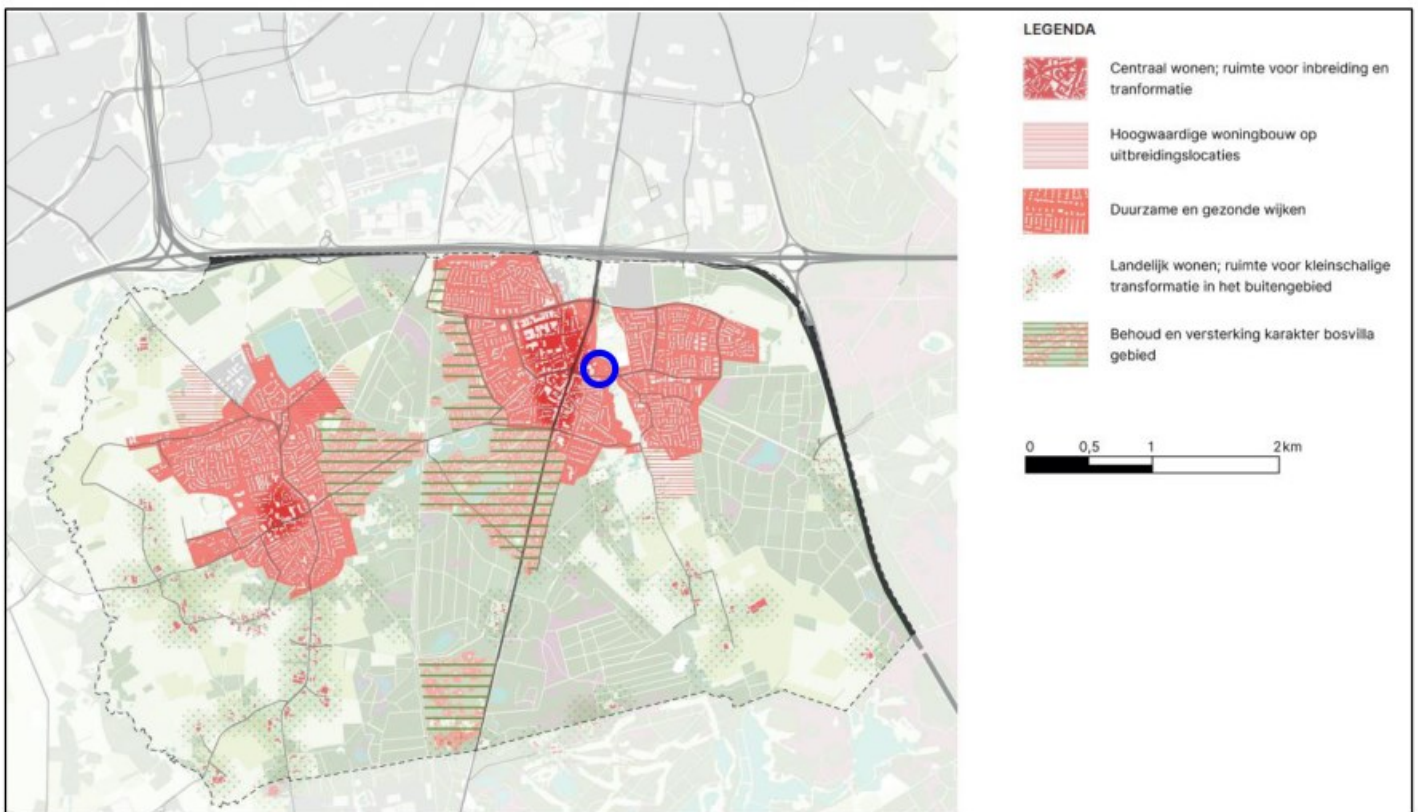 LEGENDA
Centraal wonen; ruimte voor inbreiding en
tranformatie
Hoogwaardige woningbouw op
uitbreidingslocaties
Duurzame en gezonde wijken
Landelijk wonen; ruimte voor kleinschalige
transformatie in het buitengebied
Behoud en versterking karakter bosvilla
gebied
0 0,5 1 2km